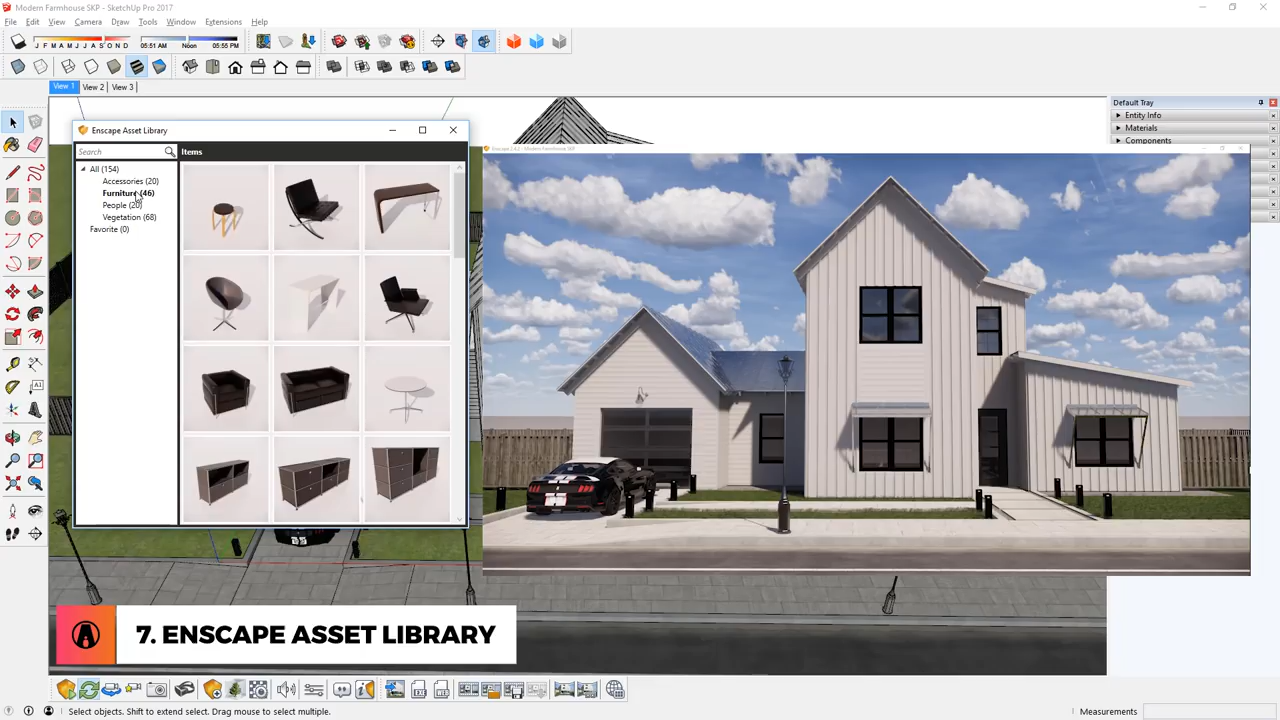 Modern Farmhouse SKP - SketchUp Pro 2017
File Edit View Camera Draw Tools Window Extensions Help
J F M A M J J A S O N D 05:51 AM Noon 05:55 PM
View 1 View 2 View 3
Default Tray
Entity Info
Materials
Components
Enscape Asset Library
Search
Items
All (154)
Accessories (20)
Furniture (46)
People (20)
Vegetation (68)
Favorite (0)
A1
7. ENSCAPE ASSET LIBRARY
Select objects. Shift to extend select. Drag mouse to select multiple.
Measurements